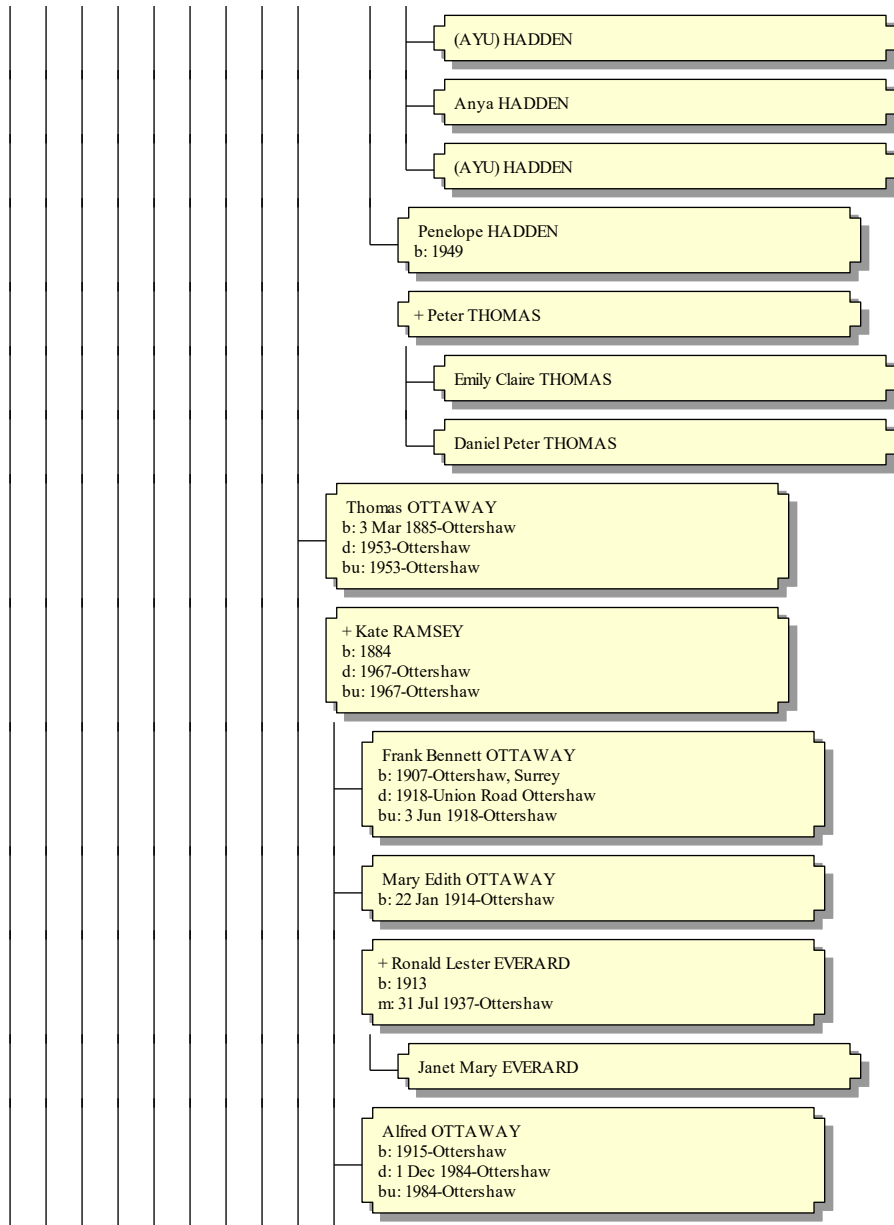 (AYU) HADDEN
Anya HADDEN
(AYU) HADDEN
Penelope HADDEN
b: 1949
+ Peter THOMAS
Emily Claire THOMAS
Daniel Peter THOMAS
Thomas OTTAWAY
b: 3 Mar 1885-Ottershaw
d: 1953-Ottershaw
bu: 1953-Ottershaw
+ Kate RAMSEY
b: 1884
d: 1967-Ottershaw
bu: 1967-Ottershaw
Frank Bennett OTTAWAY
b: 1907-Ottershaw, Surrey
d: 1918-Union Road Ottershaw
bu: 3 Jun 1918-Ottershaw
Mary Edith OTTAWAY
b: 22 Jan 1914-Ottershaw
+ Ronald Lester EVERARD
b: 1913
m: 31 Jul 1937-Ottershaw
Janet Mary EVERARD
Alfred OTTAWAY
b: 1915-Ottershaw
d: 1 Dec 1984-Ottershaw
bu: 1984-Ottershaw